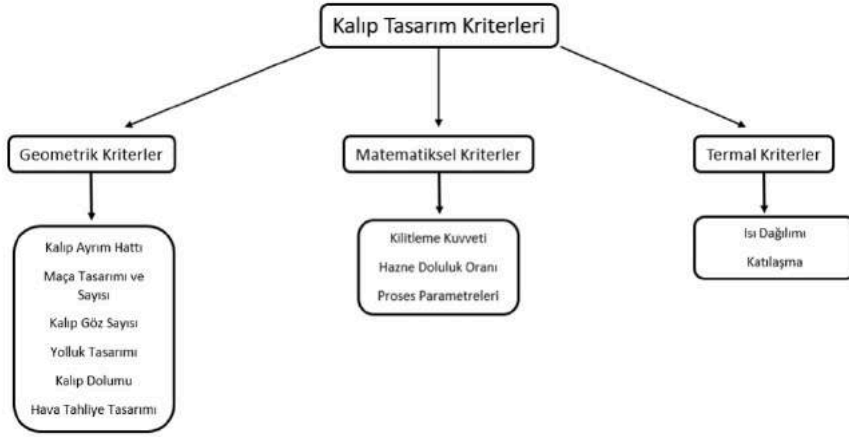 Kalıp Tasarım Kriterleri
Geometrik Kriterler
Matematiksel Kriterler
Termal Kriterler
Kalıp Ayrım Hattı
Maça Tasarımı ve
Sayısı
Kalıp Göz Sayısı
Yolluk Tasarımı
Kalıp Dolumu
Hava Tahliye Tasarımı
Kilitleme Kuvveti
Hazne Doluluk Oranı
Proses Parametreleri
Isı Dağılımı
Katılaşma